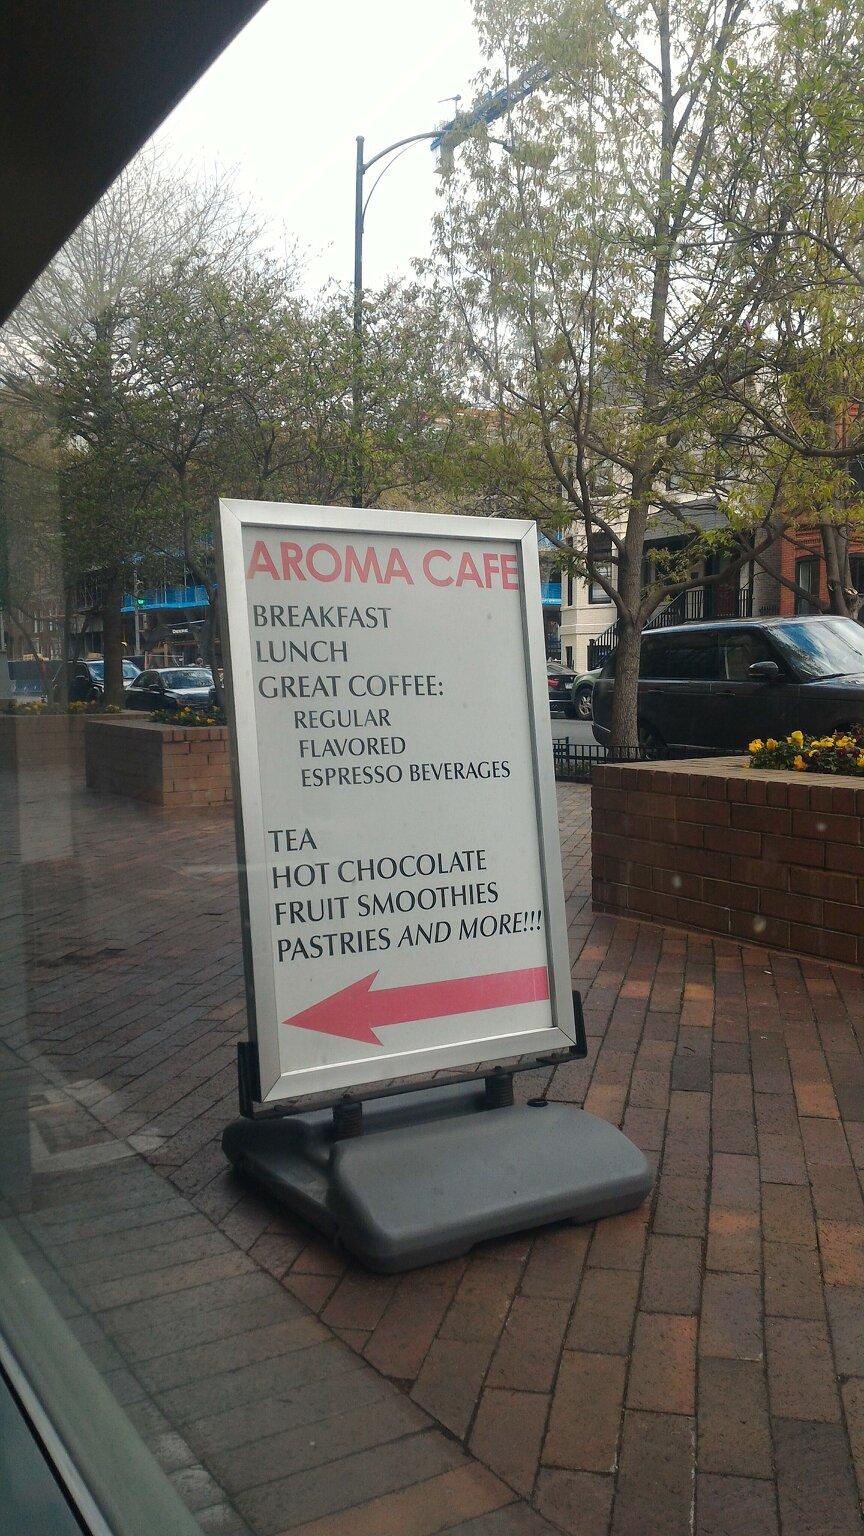 AROMA CAFE
BREAKFAST
LUNCH
GREAT COFFEE:
REGULAR
FLAVORED
ESPRESSO BEVERAGES
TEA
HOT CHOCOLATE
FRUIT SMOOTHIES
PASTRIES AND MORE!!!